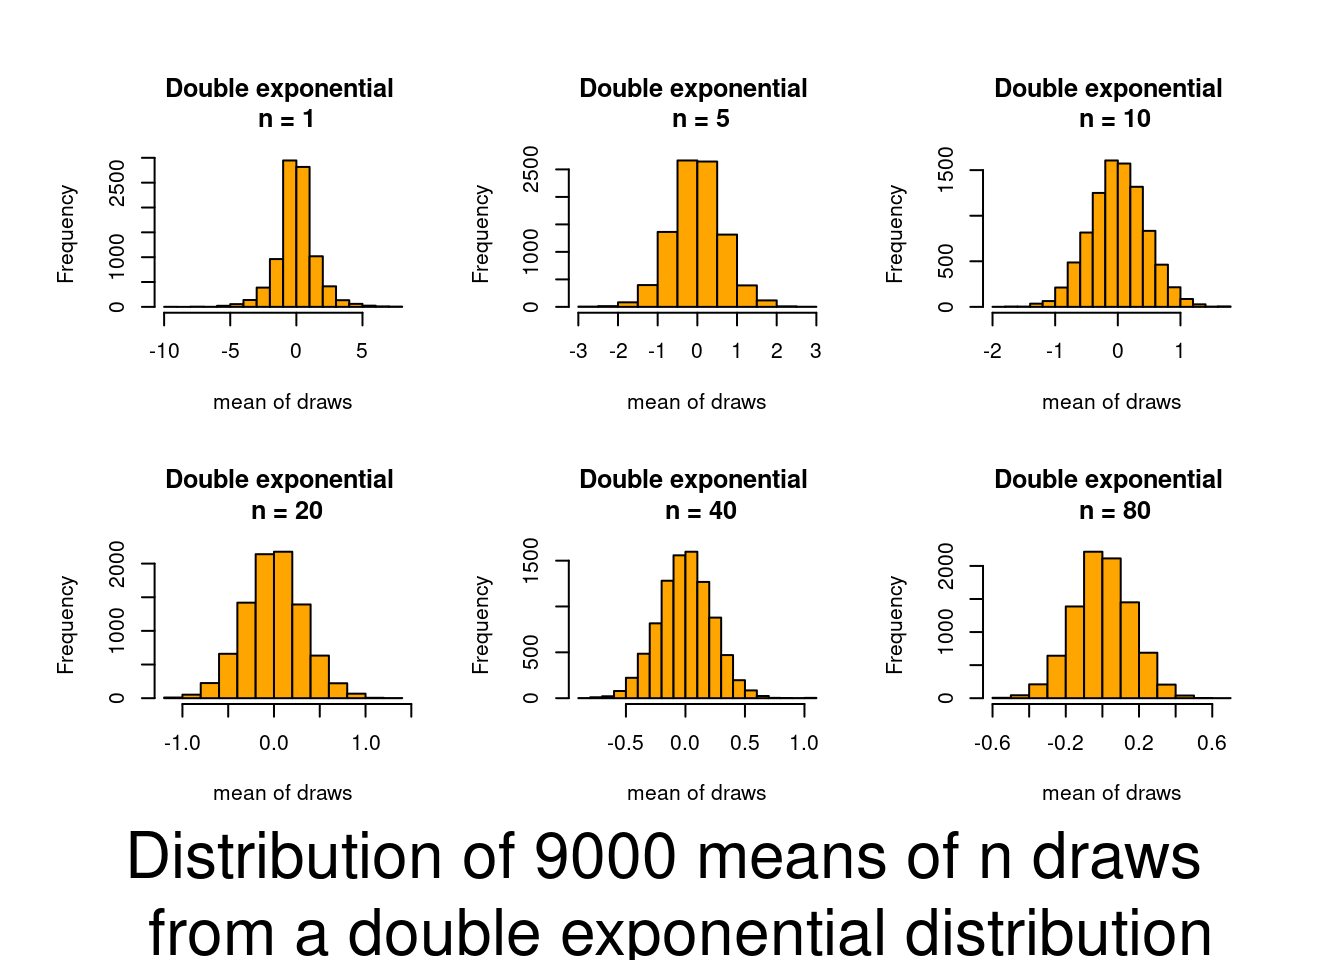 Double exponential
n = 1
Frequency
0 1000 2500
-10 -5 0 5
mean of draws
Double exponential
n = 5
Frequency
0 1000 2500
-3 -2 -1 0 1 2 3
mean of draws
Double exponential
n = 10
Frequency
0 500 1500
-2 -1 0 1
mean of draws
Double exponential
n = 20
Frequency
0 1000 2000
-1.0 0.0 1.0
mean of draws
Double exponential
n = 40
Frequency
0 500 1500
-0.5 0.0 0.5 1.0
mean of draws
Double exponential
n = 80
Frequency
0 1000 2000
-0.6 -0.2 0.2 0.6
mean of draws
Distribution of 9000 means of n draws
from a double exponential distribution